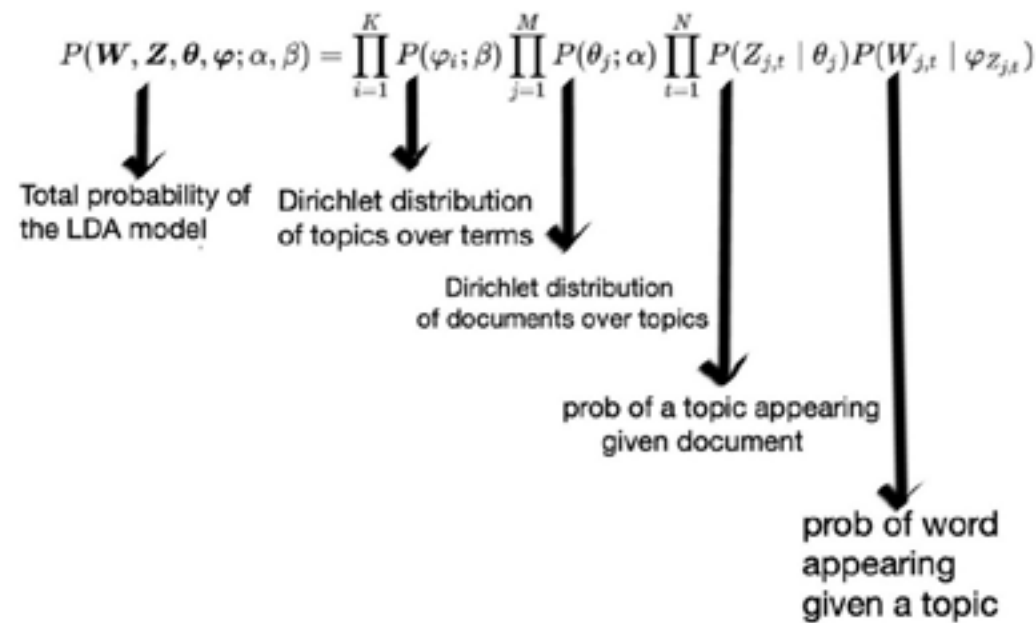 P(W, Z, θ, φ; α, β) = ∏_{i=1}^{K} P(φ_i; β) ∏_{j=1}^{M} P(θ_j; α) ∏_{t=1}^{N} P(Z_{j,t} | θ_j)P(W_{j,t} | φ_{Z_{j,t}})
Total probability of
the LDA model
Dirichlet distribution
of topics over terms
Dirichlet distribution
of documents over topics
prob of a topic appearing
given document
prob of word
appearing
given a topic